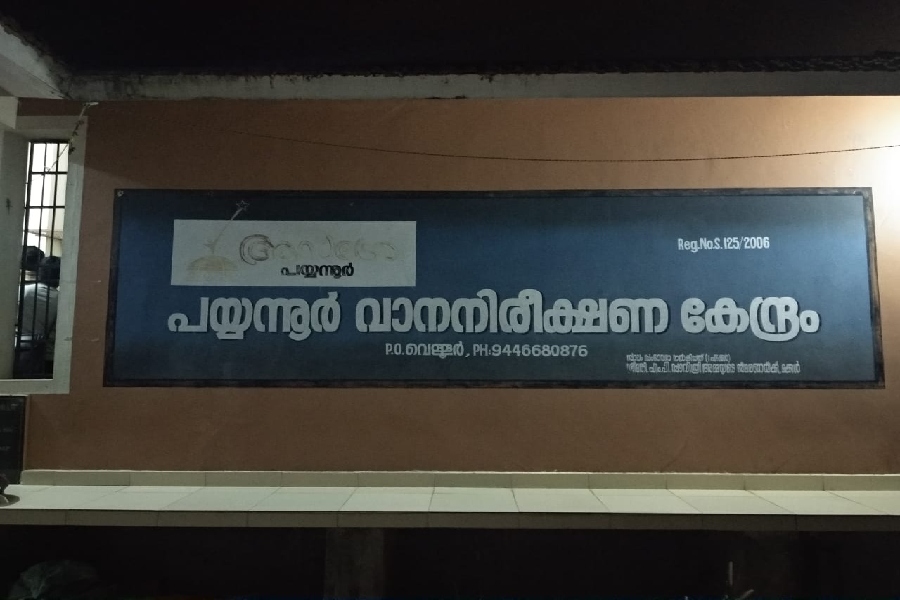 പയ്യന്നൂർ
Reg.No.S.125/2006
പയ്യന്നൂർ വാനനിരീക്ഷണ കേന്ദ്രം
P.O.വെള്ളൂർ, PH:9446680876